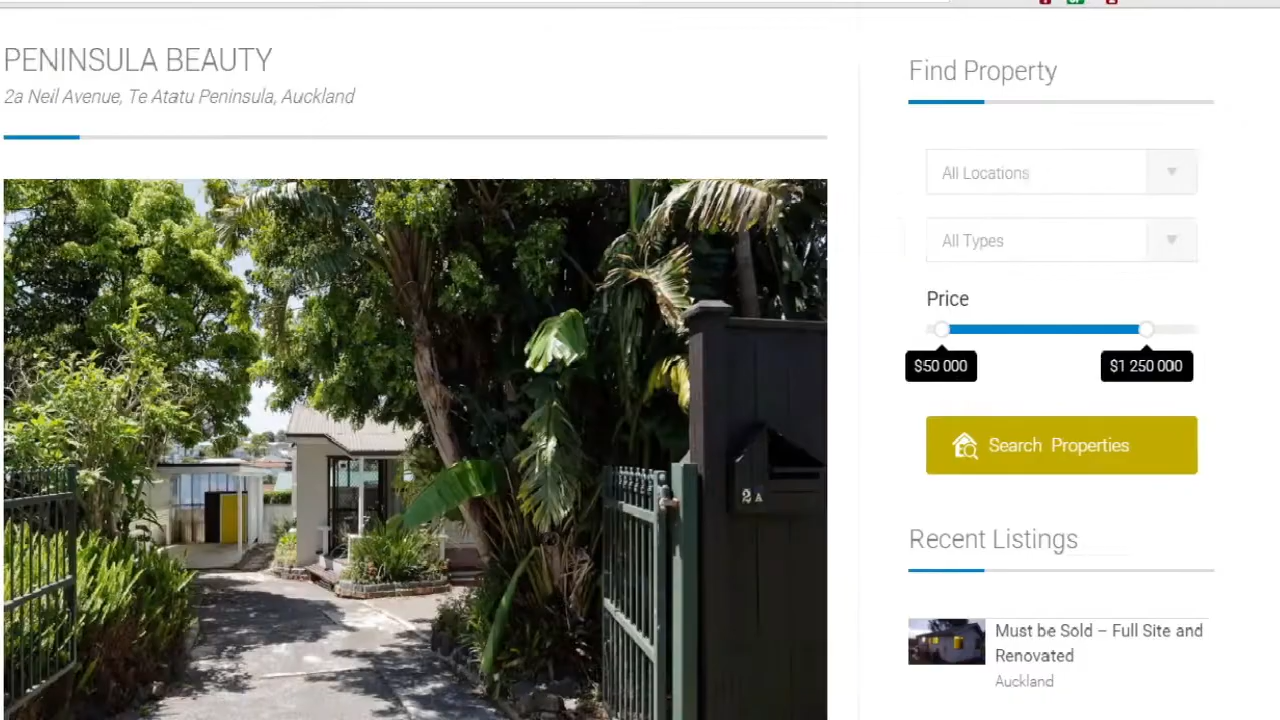 PENINSULA BEAUTY
2a Neil Avenue, Te Atatu Peninsula, Auckland
2A
Find Property
All Locations
All Types
Price
$50 000
$1 250 000
Search Properties
Recent Listings
Must be Sold – Full Site and
Renovated
Auckland